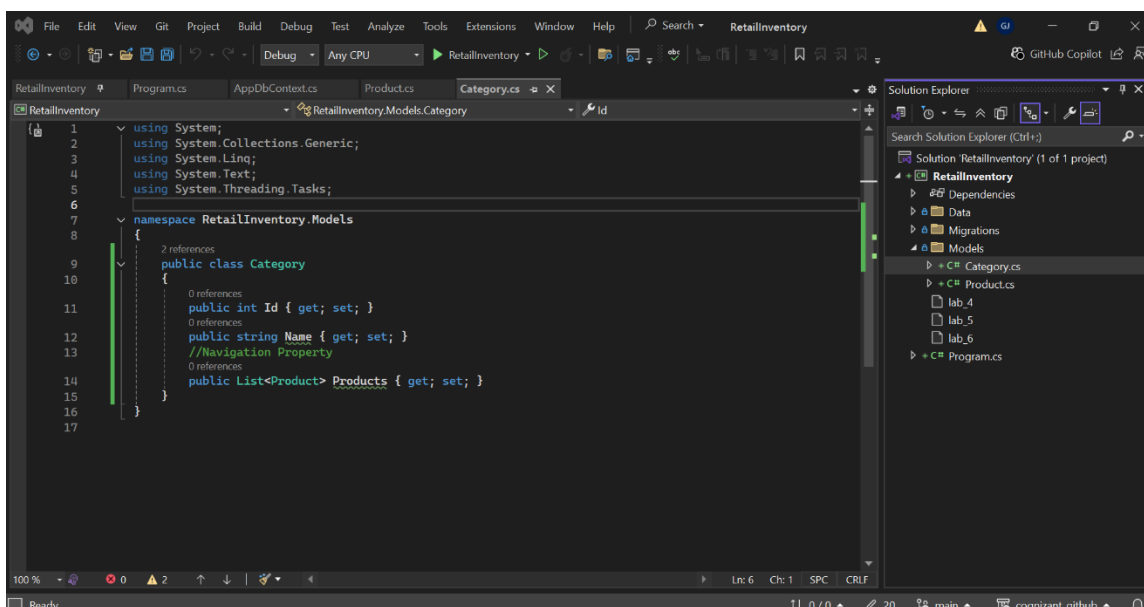 File Edit View Git Project Build Debug Test Analyze Tools Extensions Window Help Search RetailInventory GJ
Debug Any CPU RetailInventory GitHub Copilot
RetailInventory Program.cs AppDbContext.cs Product.cs Category.cs
RetailInventory RetailInventory.Models.Category Id
1 using System;
2 using System.Collections.Generic;
3 using System.Linq;
4 using System.Text;
5 using System.Threading.Tasks;
6
7 namespace RetailInventory.Models
8 {
2 references
9 public class Category
10 {
0 references
11 public int Id { get; set; }
0 references
12 public string Name { get; set; }
13 //Navigation Property
0 references
14 public List<Product> Products { get; set; }
15 }
16 }
17
100 % 0 2 Ln: 6 Ch: 1 SPC CRLF
Solution Explorer
Search Solution Explorer (Ctrl+;)
Solution 'RetailInventory' (1 of 1 project)
RetailInventory
Dependencies
Data
Migrations
Models
C# Category.cs
C# Product.cs
lab_4
lab_5
lab_6
C# Program.cs
Ready 0 / 0 20 main cognizant github